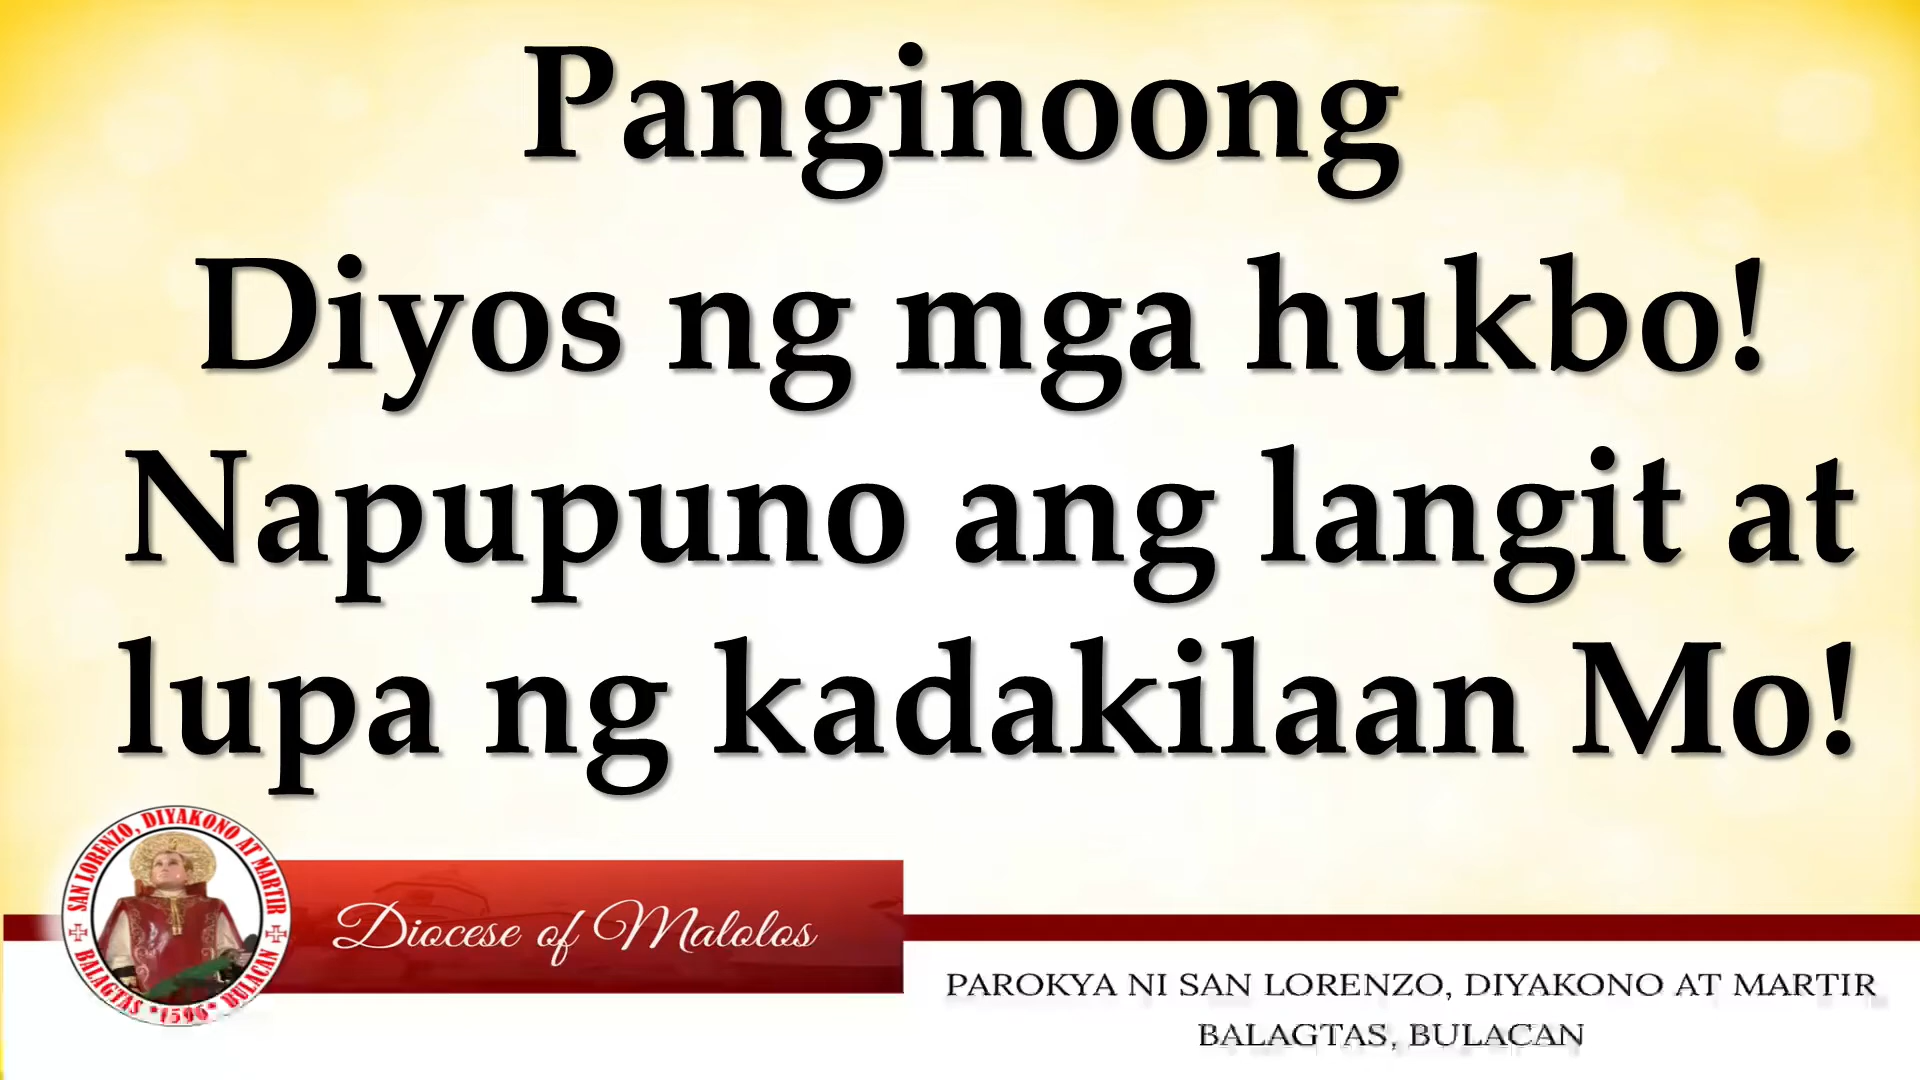 Panginoong
Diyos ng mga hukbo!
Napupuno ang langit at
lupa ng kadakilaan Mo!
SAN LORENZO, DIYAKONO AT MARTIR
BALAGTAS *1596* BULACAN
Diocese of Malolos
PAROKYA NI SAN LORENZO, DIYAKONO AT MARTIR
BALAGTAS, BULACAN